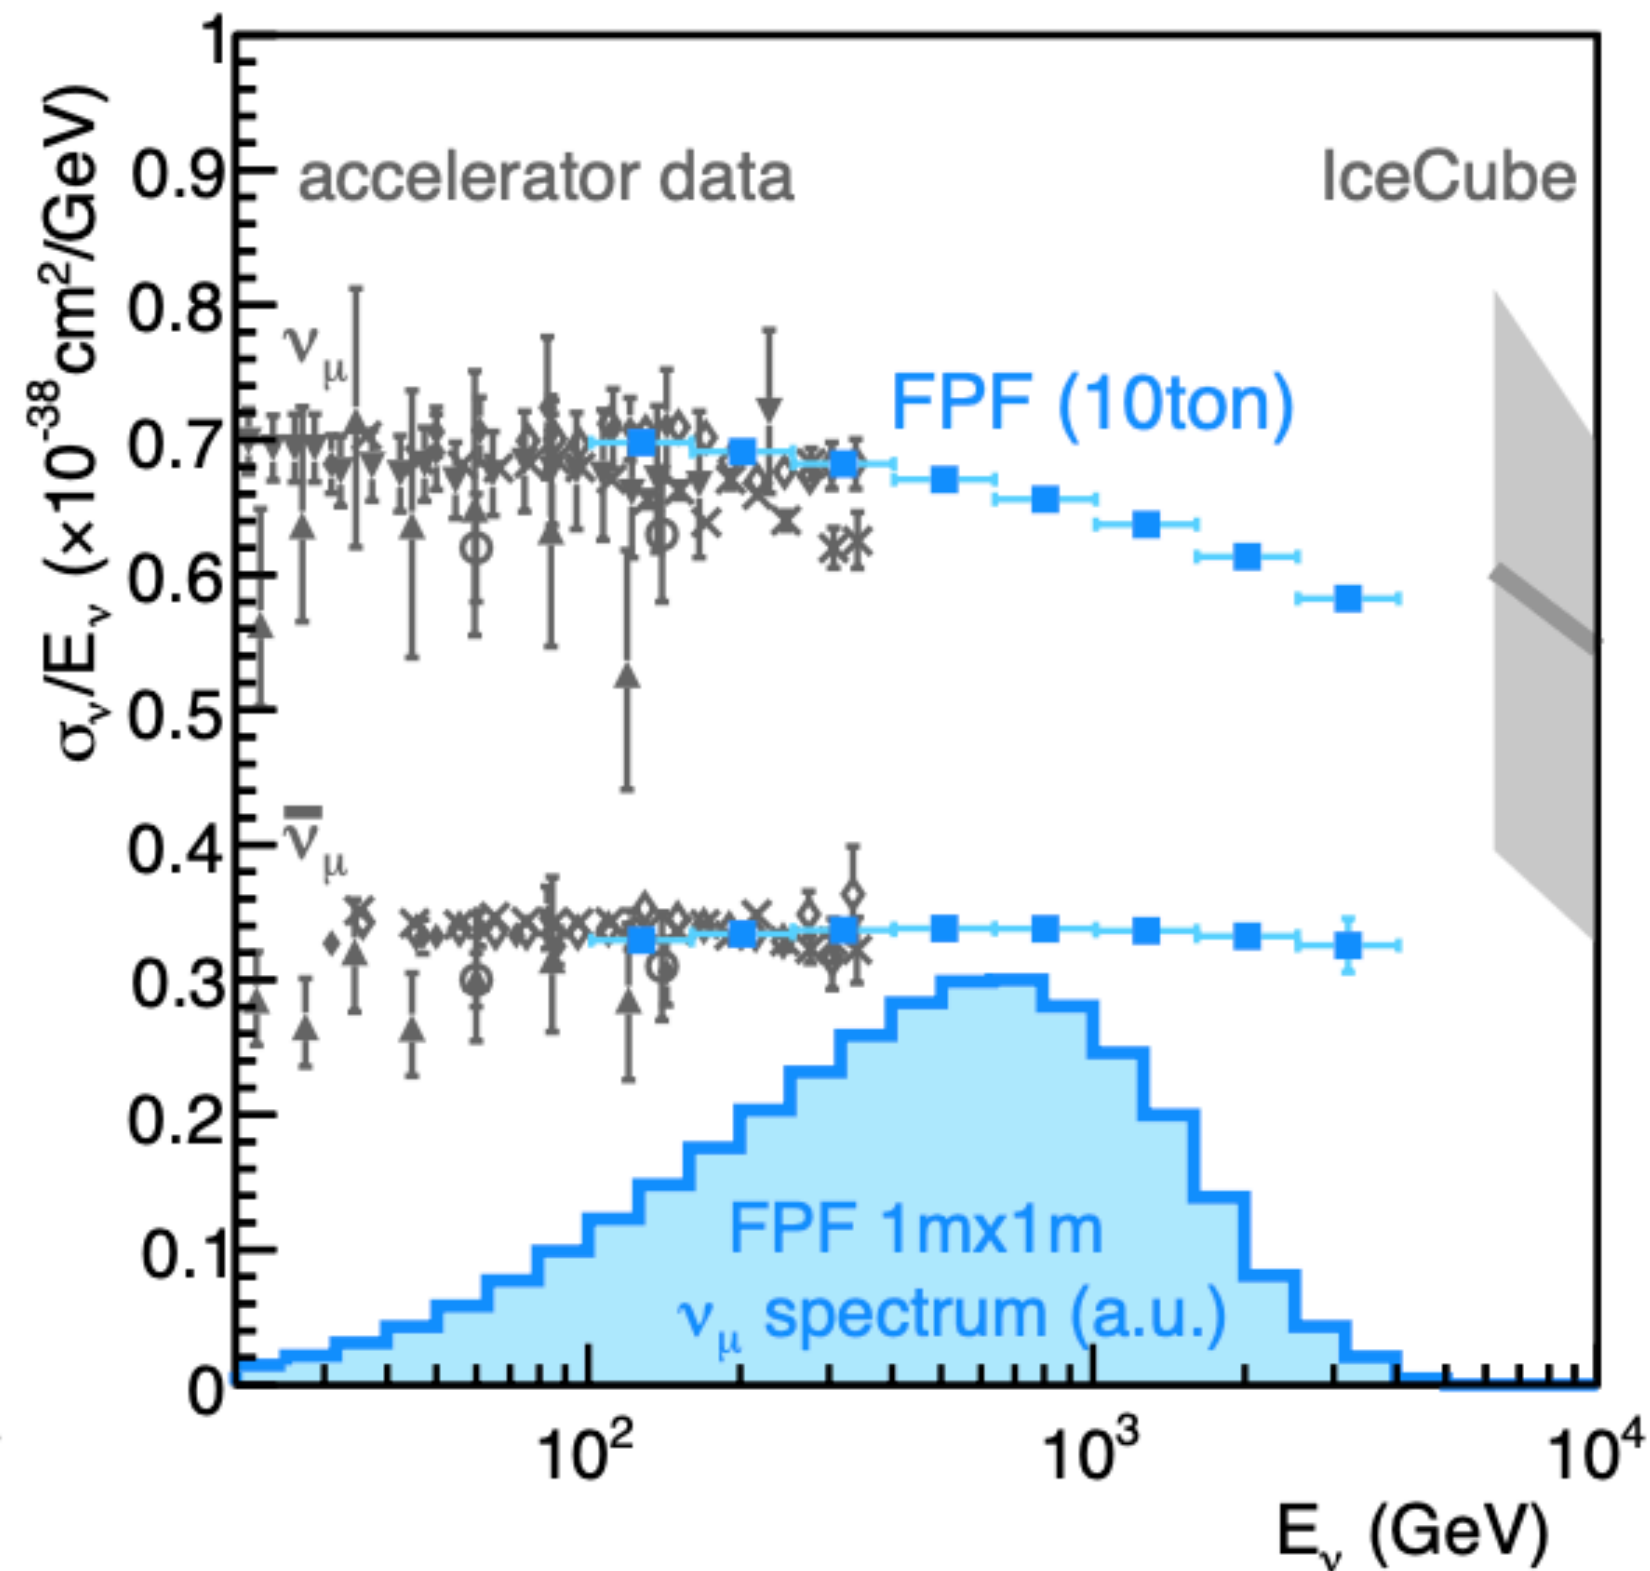 σν/Eν (×10⁻³⁸cm²/GeV)
1
0.9
0.8
0.7
0.6
0.5
0.4
0.3
0.2
0.1
0
accelerator data
IceCube
νμ
FPF (10ton)
ν̅μ
FPF 1mx1m
νμ spectrum (a.u.)
10²
10³
10⁴
Eν (GeV)